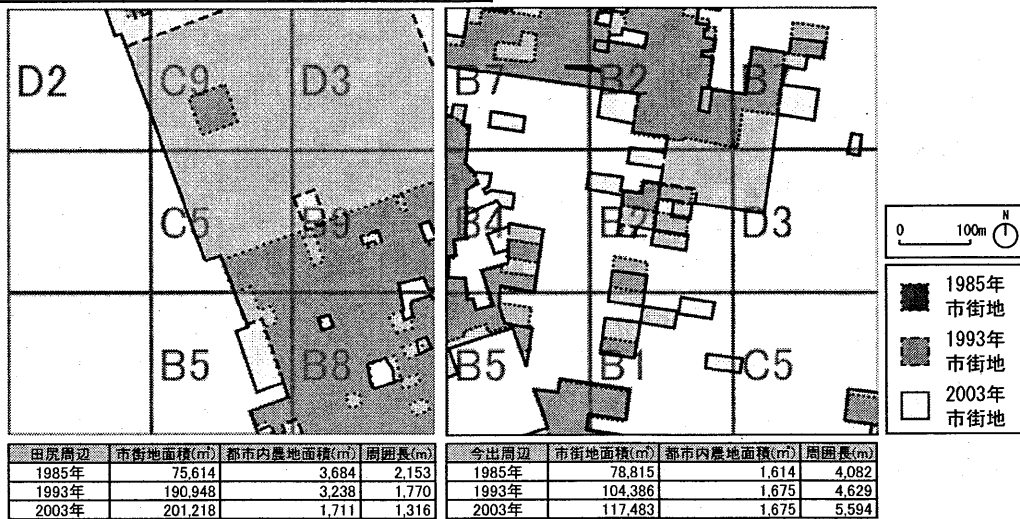 D2 C9 D3
C5 B9
B5 B8
B7 B2 B
B4 B7 D3
B5 B1 C5
0 100m N
1985年
市街地
1993年
市街地
2003年
市街地
田尻周辺 市街地面積(㎡) 都市内農地面積(㎡) 周囲長(m)
1985年 75,614 3,684 2,153
1993年 190,948 3,238 1,770
2003年 201,218 1,711 1,316
今出周辺 市街地面積(㎡) 都市内農地面積(㎡) 周囲長(m)
1985年 78,815 1,614 4,082
1993年 104,386 1,675 4,629
2003年 117,483 1,675 5,594